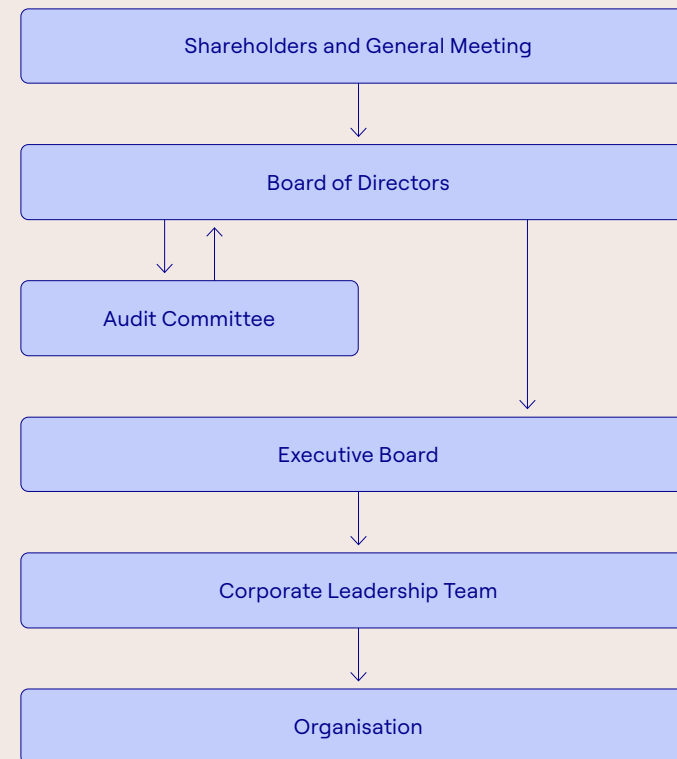 Shareholders and General Meeting
Board of Directors
Audit Committee
Executive Board
Corporate Leadership Team
Organisation